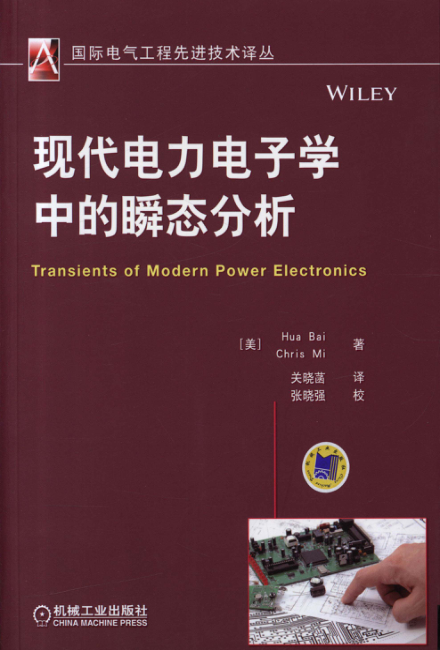 国际电气工程先进技术译丛
WILEY
现代电力电子学
中的瞬态分析
Transients of Modern Power Electronics
[美] Hua Bai 著
Chris Mi
关晓菡 译
张晓强 校
机械工业出版社
CHINA MACHINE PRESS